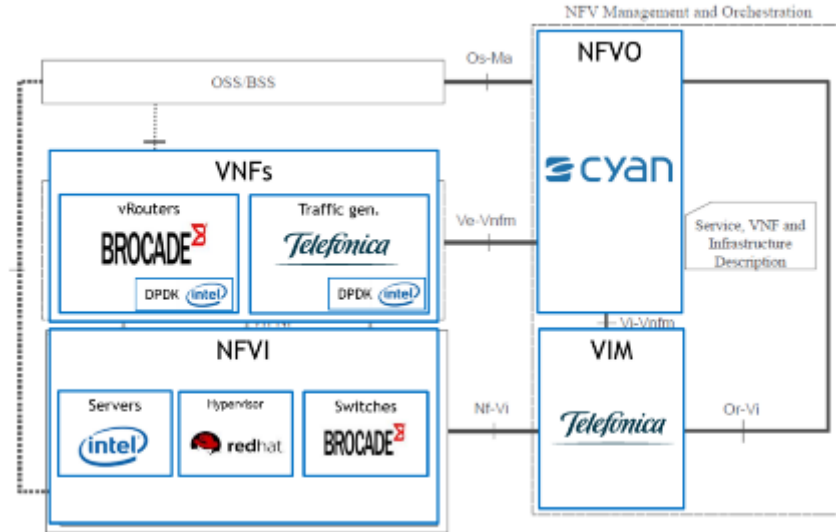 NFV Management and Orchestration
Os-Ma
NFVO
OSS/BSS
cyan
VNFs
vRouters
BROCADE
DPDK intel
Traffic gen.
Telefónica
DPDK intel
Ve-Vnfm
Service, VNF and
Infrastructure
Description
Vi-Vnfm
NFVI
Servers
intel
Hypervisor
redhat
Switches
BROCADE
Nf-Vi
VIM
Telefónica
Or-Vi